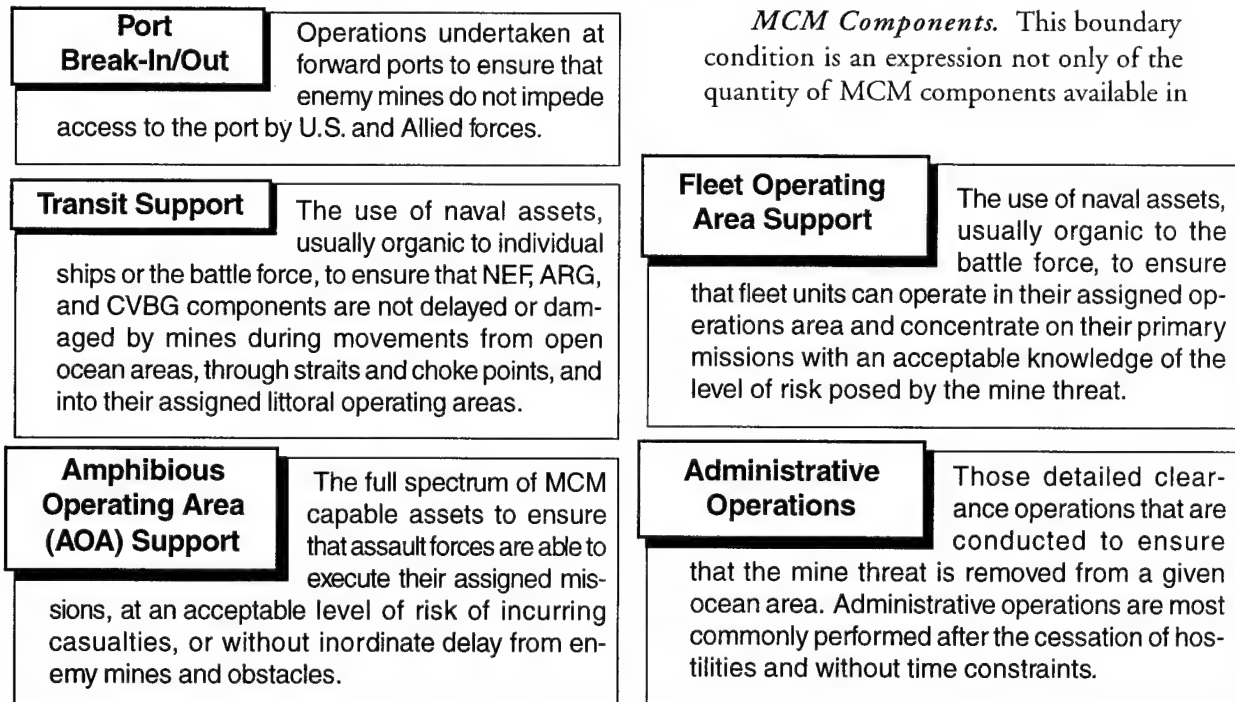 Port
Break-In/Out
Operations undertaken at
forward ports to ensure that
enemy mines do not impede
access to the port by U.S. and Allied forces.
Transit Support
The use of naval assets,
usually organic to individual
ships or the battle force, to ensure that NEF, ARG,
and CVBG components are not delayed or dam-
aged by mines during movements from open
ocean areas, through straits and choke points, and
into their assigned littoral operating areas.
Amphibious
Operating Area
(AOA) Support
The full spectrum of MCM
capable assets to ensure
that assault forces are able to
execute their assigned mis-
sions, at an acceptable level of risk of incurring
casualties, or without inordinate delay from en-
emy mines and obstacles.
MCM Components. This boundary
condition is an expression not only of the
quantity of MCM components available in
Fleet Operating
Area Support
The use of naval assets,
usually organic to the
battle force, to ensure
that fleet units can operate in their assigned op-
erations area and concentrate on their primary
missions with an acceptable knowledge of the
level of risk posed by the mine threat.
Administrative
Operations
Those detailed clear-
ance operations that are
conducted to ensure
that the mine threat is removed from a given
ocean area. Administrative operations are most
commonly performed after the cessation of hos-
tilities and without time constraints.